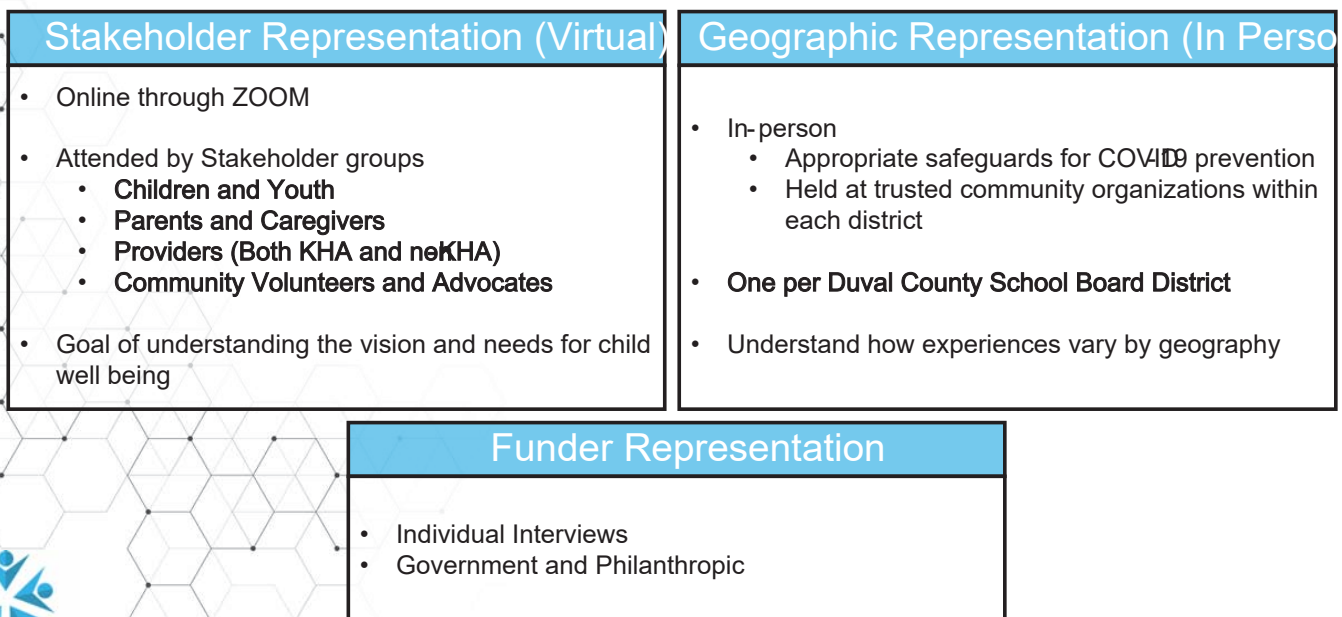 Stakeholder Representation (Virtual)
• Online through ZOOM
• Attended by Stakeholder groups
• Children and Youth
• Parents and Caregivers
• Providers (Both KHA and non-KHA)
• Community Volunteers and Advocates
• Goal of understanding the vision and needs for child
well being
Geographic Representation (In Perso
• In-person
• Appropriate safeguards for COVID-19 prevention
• Held at trusted community organizations within
each district
• One per Duval County School Board District
• Understand how experiences vary by geography
Funder Representation
• Individual Interviews
• Government and Philanthropic